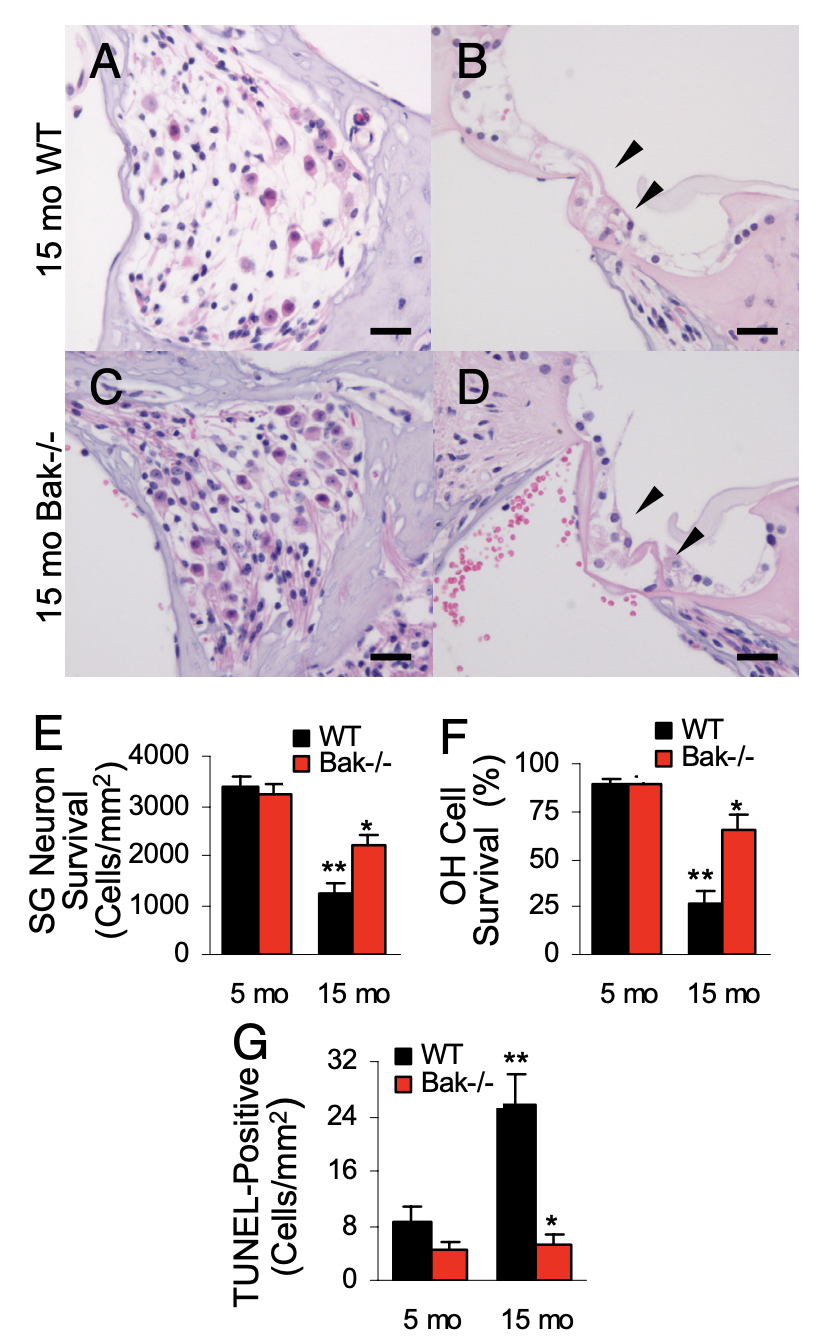 A
B
15 mo WT
C
D
15 mo Bak-/-
E
WT
Bak-/-
SG Neuron
Survival
(Cells/mm²)
4000
3000
2000
1000
0
**
*
5 mo
15 mo
F
WT
Bak-/-
OH Cell
Survival (%)
100
75
50
25
0
**
*
5 mo
15 mo
G
WT
Bak-/-
TUNEL-Positive
(Cells/mm²)
32
24
16
8
0
**
*
5 mo
15 mo